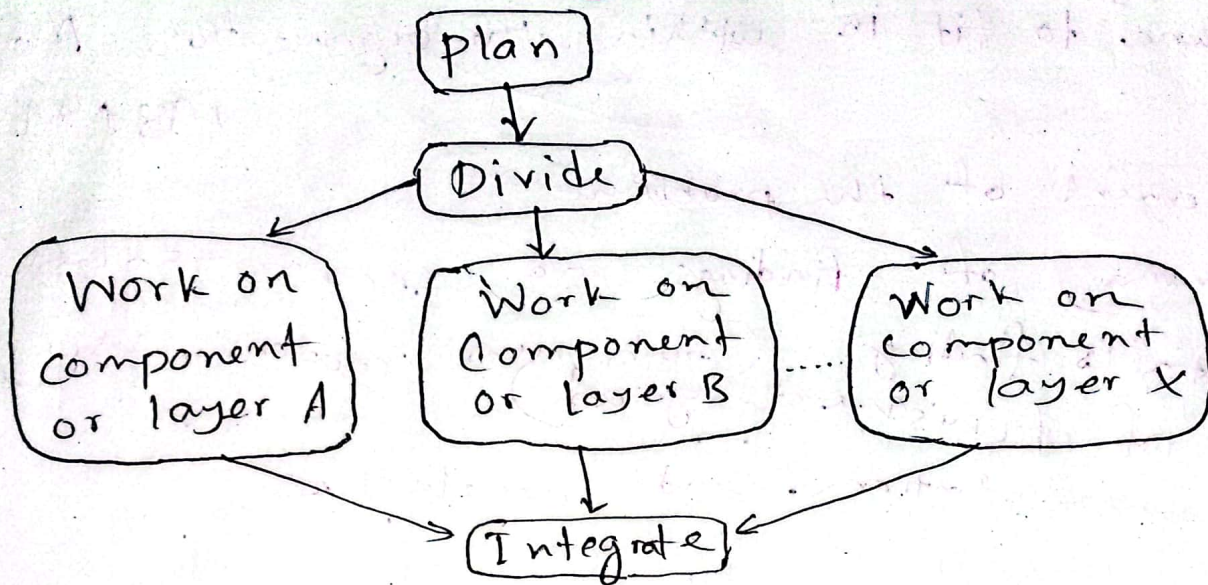 plan
Divide
Work on
component
or layer A
Work on
Component
or layer B
.....
Work on
component
or layer X
Integrate